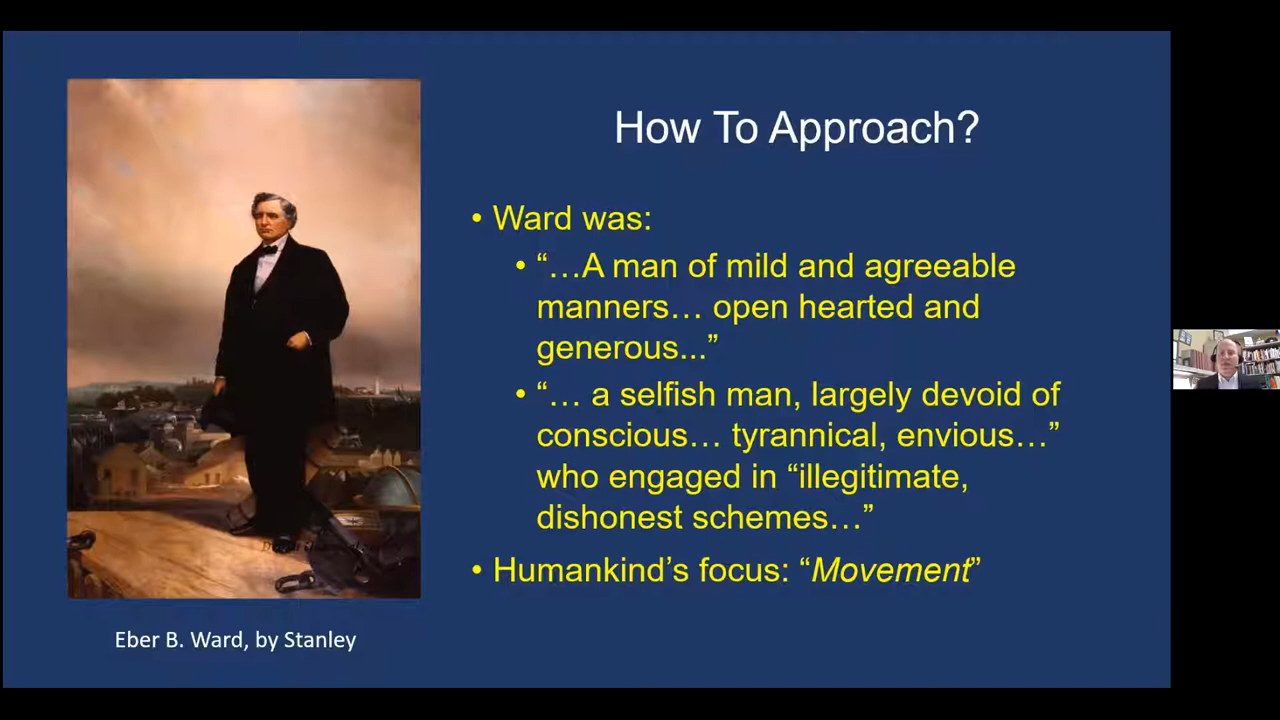 How To Approach?
• Ward was:
• “…A man of mild and agreeable
manners… open hearted and
generous...”
• “… a selfish man, largely devoid of
conscious… tyrannical, envious…”
who engaged in “illegitimate,
dishonest schemes…”
• Humankind’s focus: “Movement”
Eber B. Ward, by Stanley